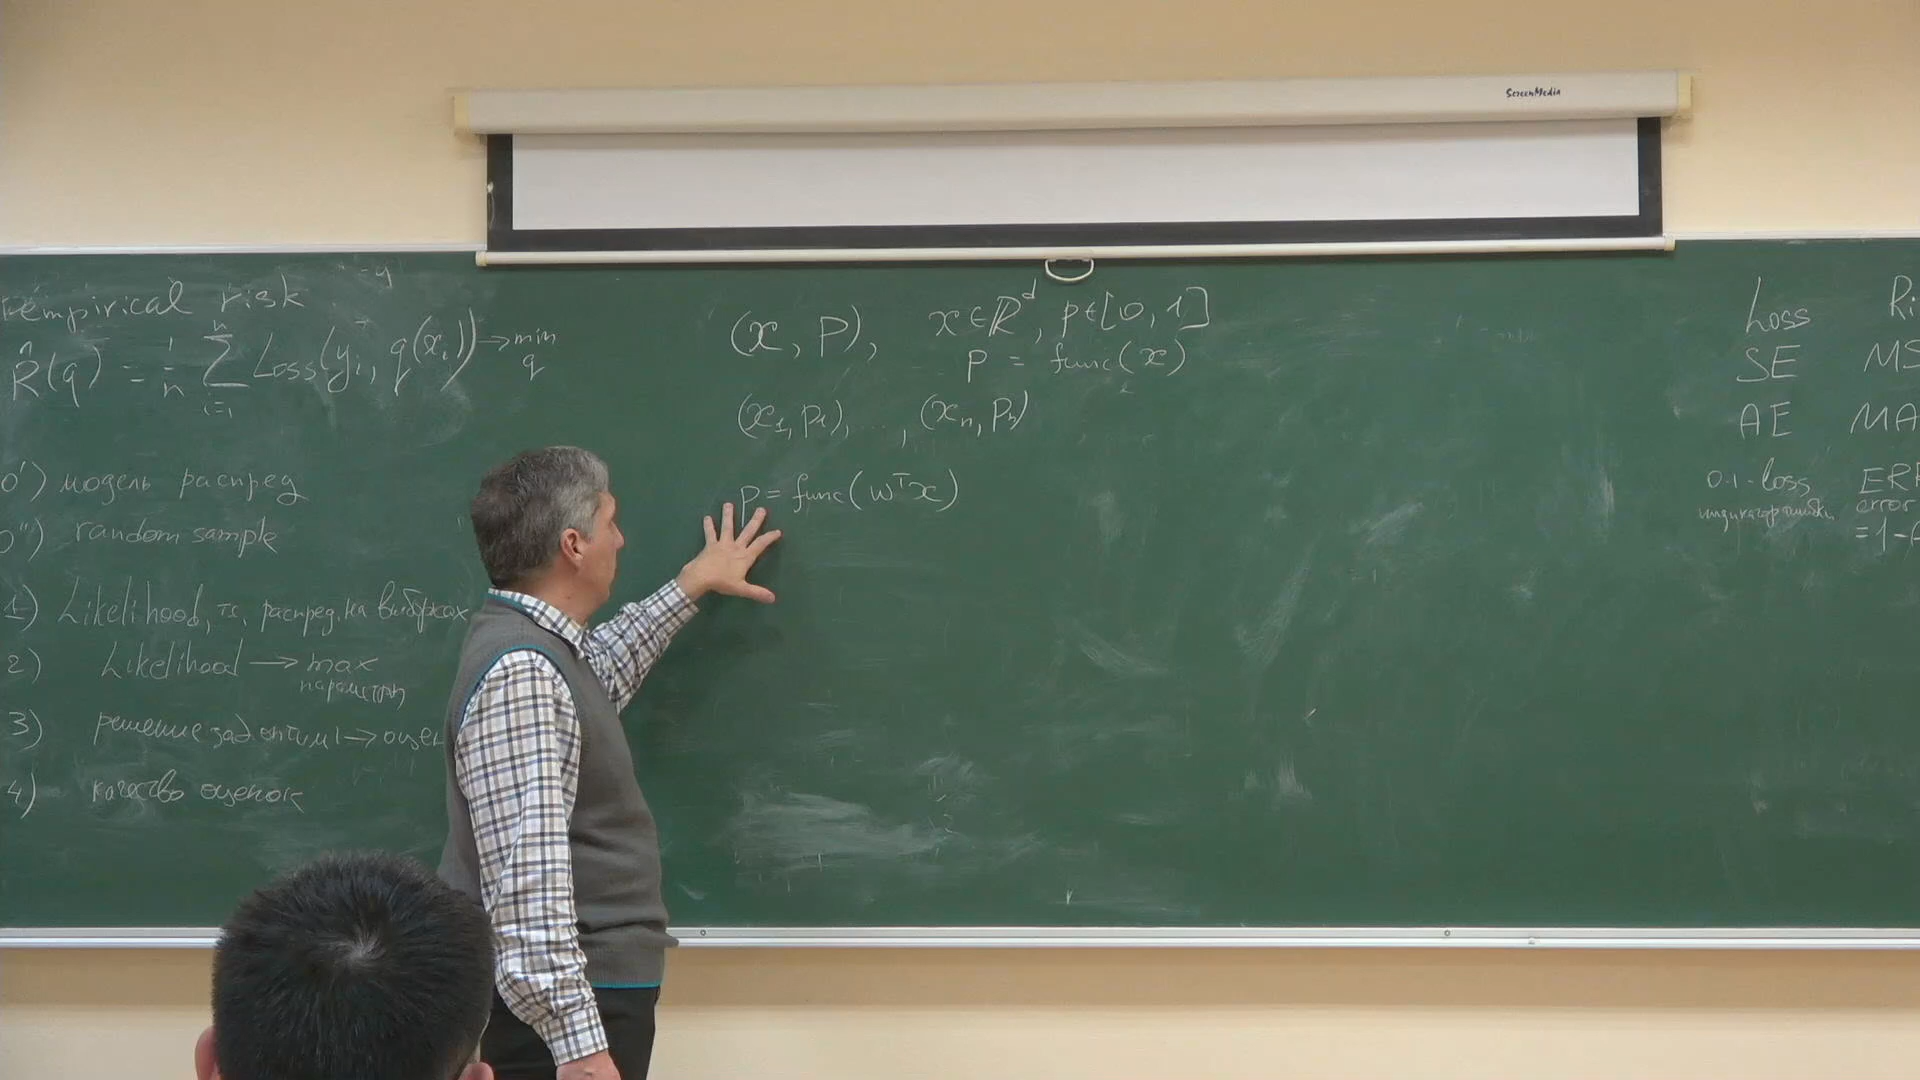 ScreenMedia
empirical risk
R̂(q) = 1/n ∑ⁿᵢ₌₁ Loss(yᵢ, q(xᵢ)) → min q
0') модель распред
0'') random sample
1) Likelihood, т.е. распред. на выборках
2) Likelihood → max
параметры
3) решение зад оптим →
4) качество оценок
(x, p), x ∈ ℝᵈ, p ∈ [0, 1]
p = func(x)
(x₁, p₁), ..., (xₙ, pₙ)
p = func(wᵀx)
Loss
SE
AE
0-1-loss
индикатор ошибки
error
= 1 -